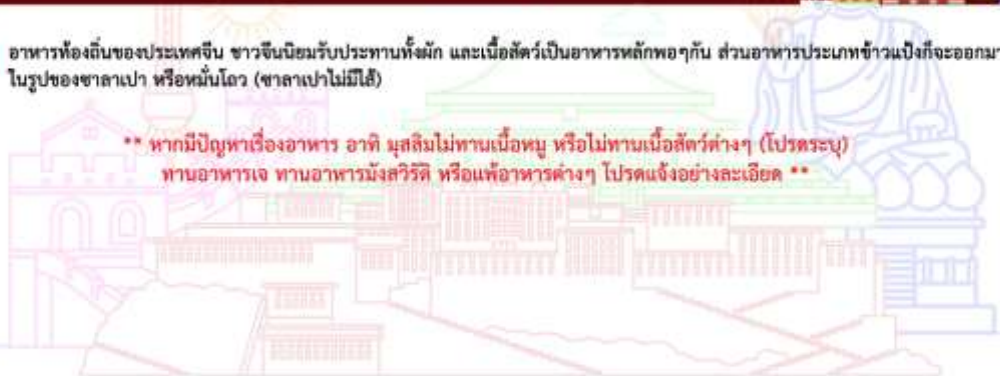 อาหารท้องถิ่นของประเทศจีน ชาวจีนนิยมรับประทานทั้งผัก และเนื้อสัตว์เป็นอาหารหลักพอๆกัน ส่วนอาหารประเภทข้าวแป้งก็จะออกมา
ในรูปของซาลาเปา หรือหมั่นโถว (ซาลาเปาไม่มีไส้)
** หากมีปัญหาเรื่องอาหาร อาทิ มุสลิมไม่ทานเนื้อหมู หรือไม่ทานเนื้อสัตว์ต่างๆ (โปรดระบุ)
ทานอาหารเจ ทานอาหารมังสวิรัติ หรือแพ้อาหารต่างๆ โปรดแจ้งอย่างละเอียด **